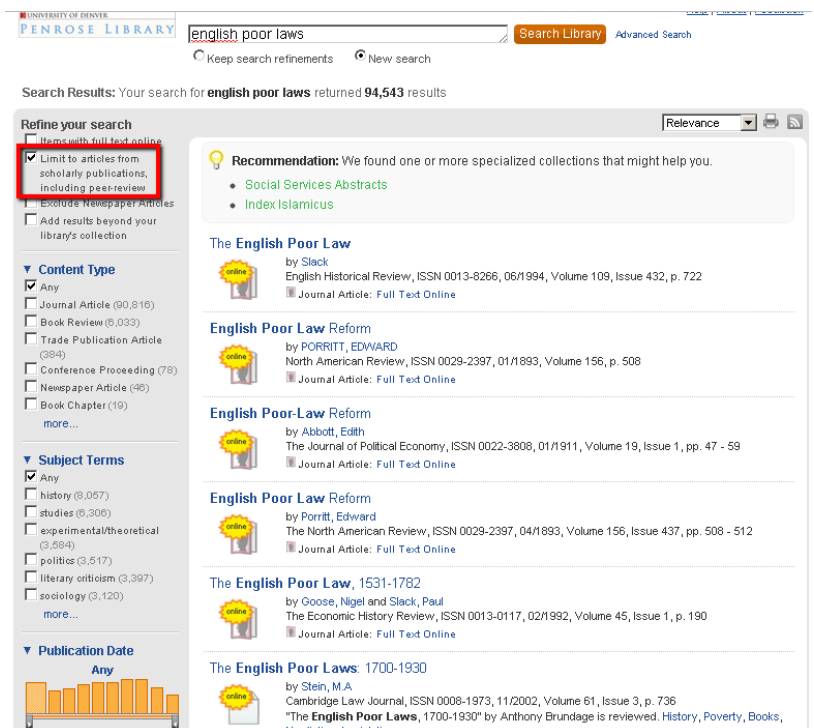 UNIVERSITY OF DENVER
PENROSE LIBRARY
english poor laws
Search Library
Advanced Search
Keep search refinements
New search
Search Results: Your search for english poor laws returned 94,543 results
Refine your search
Items with full text online
Limit to articles from
scholarly publications,
including peer-review
Exclude Newspaper Articles
Add results beyond your
library's collection
Content Type
Any
Journal Article (90,816)
Book Review (6,033)
Trade Publication Article
(384)
Conference Proceeding (78)
Newspaper Article (46)
Book Chapter (19)
more...
Subject Terms
Any
history (8,057)
studies (6,306)
experimental/theoretical
(3,584)
politics (3,517)
literary criticism (3,397)
sociology (3,120)
more...
Publication Date
Any
Relevance
Recommendation: We found one or more specialized collections that might help you.
Social Services Abstracts
Index Islamicus
The English Poor Law
online
by Slack
English Historical Review, ISSN 0013-8266, 06/1994, Volume 109, Issue 432, p. 722
Journal Article: Full Text Online
English Poor Law Reform
online
by PORRITT, EDWARD
North American Review, ISSN 0029-2397, 01/1893, Volume 156, p. 508
Journal Article: Full Text Online
English Poor-Law Reform
online
by Abbott, Edith
The Journal of Political Economy, ISSN 0022-3808, 01/1911, Volume 19, Issue 1, pp. 47 - 59
Journal Article: Full Text Online
English Poor Law Reform
online
by Porritt, Edward
The North American Review, ISSN 0029-2397, 04/1893, Volume 156, Issue 437, pp. 508 - 512
Journal Article: Full Text Online
The English Poor Law, 1531-1782
online
by Goose, Nigel and Slack, Paul
The Economic History Review, ISSN 0013-0117, 02/1992, Volume 45, Issue 1, p. 190
Journal Article: Full Text Online
The English Poor Laws: 1700-1930
online
by Stein, M.A
Cambridge Law Journal, ISSN 0008-1973, 11/2002, Volume 61, Issue 3, p. 736
"The English Poor Laws, 1700-1930" by Anthony Brundage is reviewed. History, Poverty, Books,